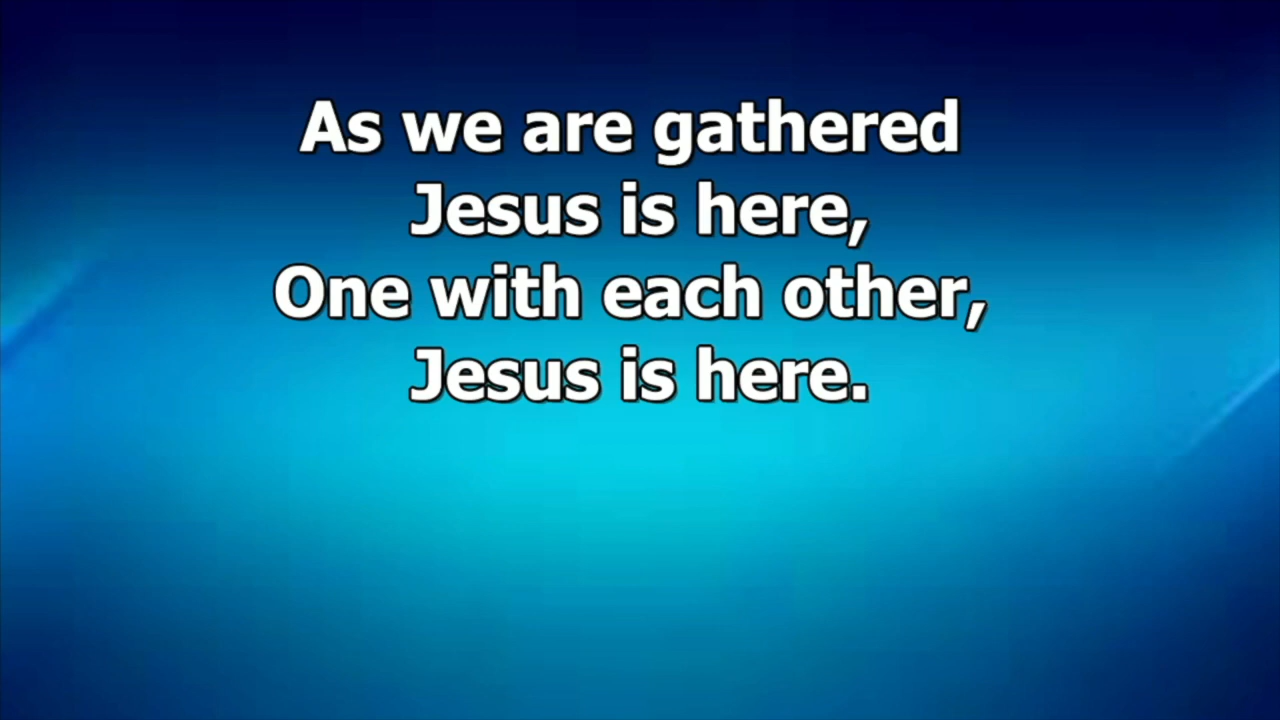 As we are gathered
Jesus is here,
One with each other,
Jesus is here.